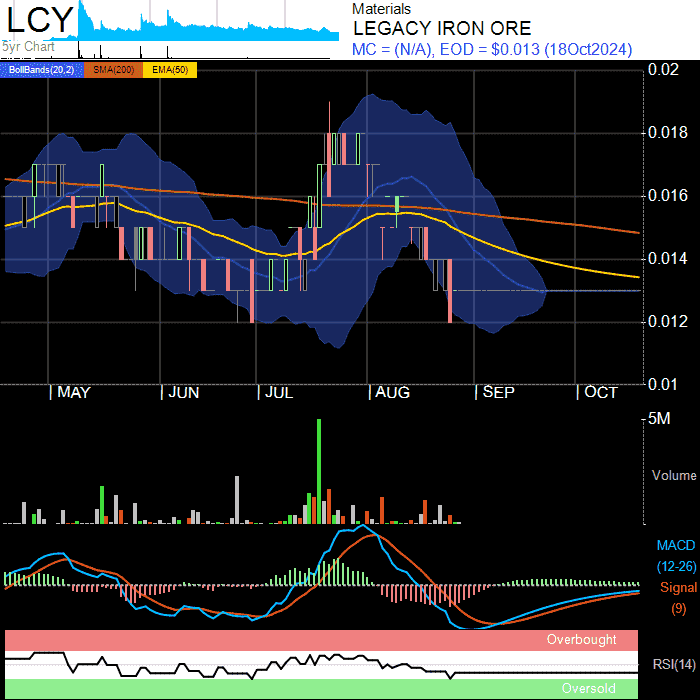 LCY
5yr Chart
Materials
LEGACY IRON ORE
MC = (N/A), EOD = $0.013 (18Oct2024)
BollBands(20,2) SMA(200) EMA(50)
0.02
0.018
0.016
0.014
0.012
0.01
MAY JUN JUL AUG SEP OCT
5M
Volume
MACD
(12-26)
Signal
(9)
Overbought
RSI(14)
Oversold